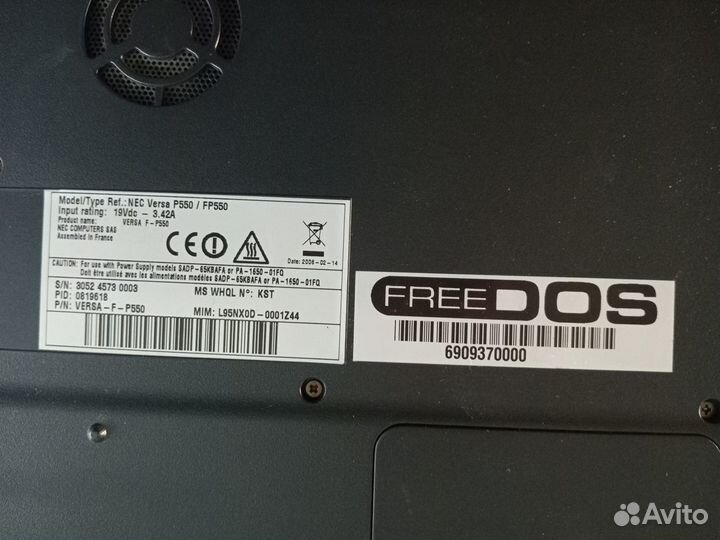 Model/Type Ref.: NEC Versa P550 / FP550
Input rating: 19Vdc - 3.42A
Product name: VERSA F-P550
NEC COMPUTERS SAS
Assembled in France
Date: 2006-02-14
CAUTION: For use with Power Supply models SADP-65KBAFA or PA-1650-01FQ
Doit être utilisé avec les alimentations modèles SADP-65KBAFA or PA-1650-01FQ
S/N: 3052 4573 0003
MS WHQL N°: KST
PID: 0819618
P/N: VERSA-F-P550
MIM: L95NX0D-0001Z44
FREEDOS
6909370000
Avito